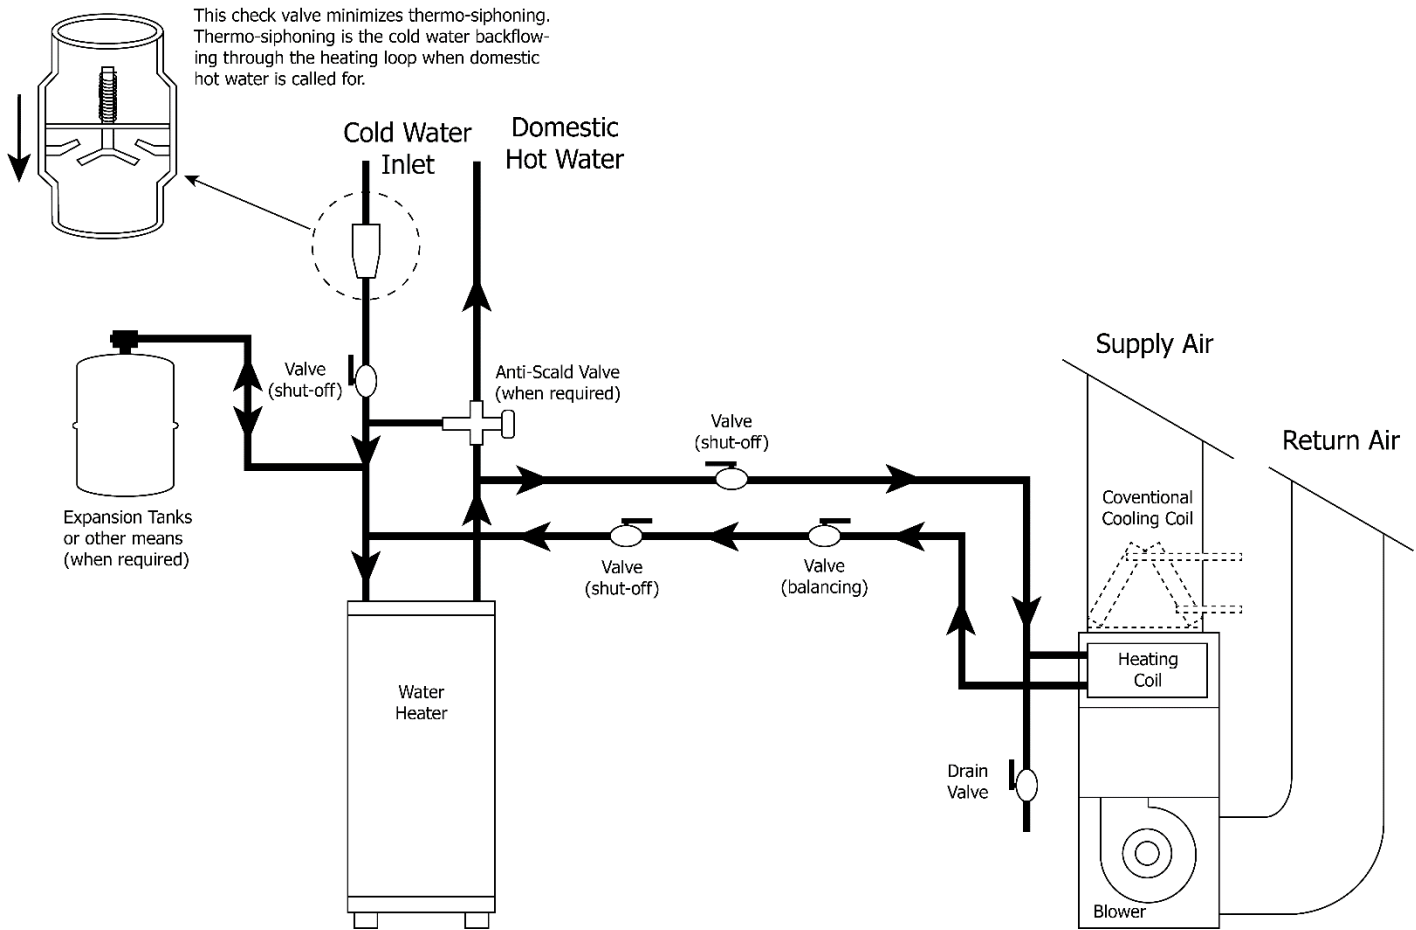 This check valve minimizes thermo-siphoning.
Thermo-siphoning is the cold water backflow-
ing through the heating loop when domestic
hot water is called for.
Cold Water
Inlet
Domestic
Hot Water
Valve
(shut-off)
Anti-Scald Valve
(when required)
Supply Air
Return Air
Valve
(shut-off)
Coventional
Cooling Coil
Expansion Tanks
or other means
(when required)
Valve
(shut-off)
Valve
(balancing)
Heating
Coil
Water
Heater
Drain
Valve
Blower